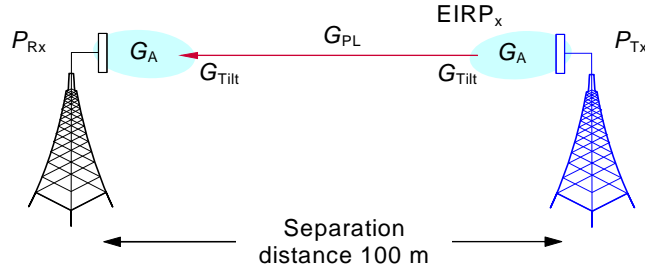 EIRPx
PRx
GA
GPL
GA
PTx
GTilt
GTilt
Separation
distance 100 m